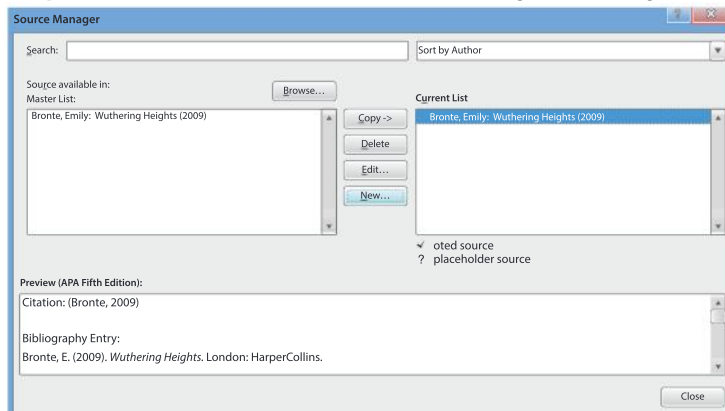 Source Manager
Search:
Sort by Author
Source available in:
Master List:
Browse...
Current List
Bronte, Emily: Wuthering Heights (2009)
Copy ->
Delete
Edit...
New...
Bronte, Emily: Wuthering Heights (2009)
oted source
? placeholder source
Preview (APA Fifth Edition):
Citation: (Bronte, 2009)
Bibliography Entry:
Bronte, E. (2009). Wuthering Heights. London: HarperCollins.
Close